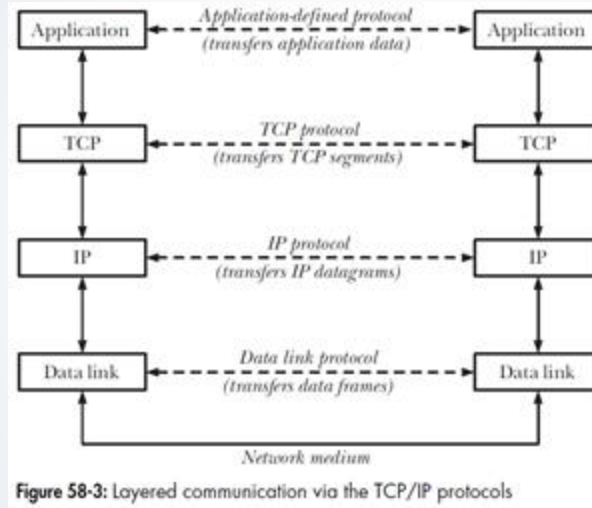 Application-defined protocol
Application
(transfers application data)
Application
TCP protocol
TCP
(transfers TCP segments)
TCP
IP protocol
IP
(transfers IP datagrams)
IP
Data link protocol
Data link
(transfers data frames)
Data link
Network medium
Figure 58-3: Layered communication via the TCP/IP protocols